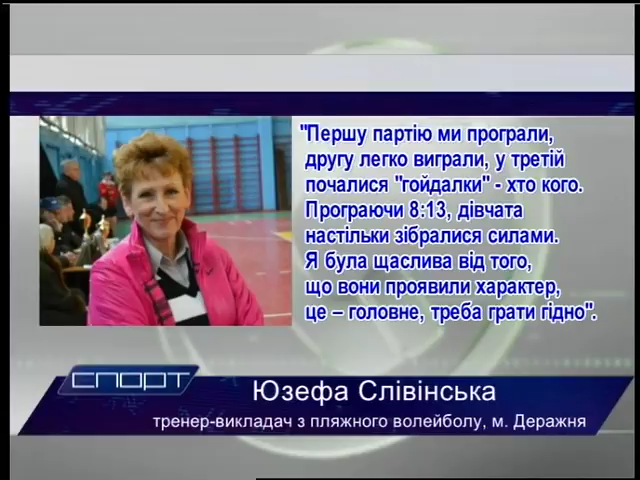 "Першу партію ми програли,
другу легко виграли, у третій
почалися "гойдалки" - хто кого.
Програючи 8:13, дівчата
настільки зібралися силами.
Я була щаслива від того,
що вони проявили характер,
це – головне, треба грати гідно".
СПОРТ
Юзефа Слівінська
тренер-викладач з пляжного волейболу, м. Деражня